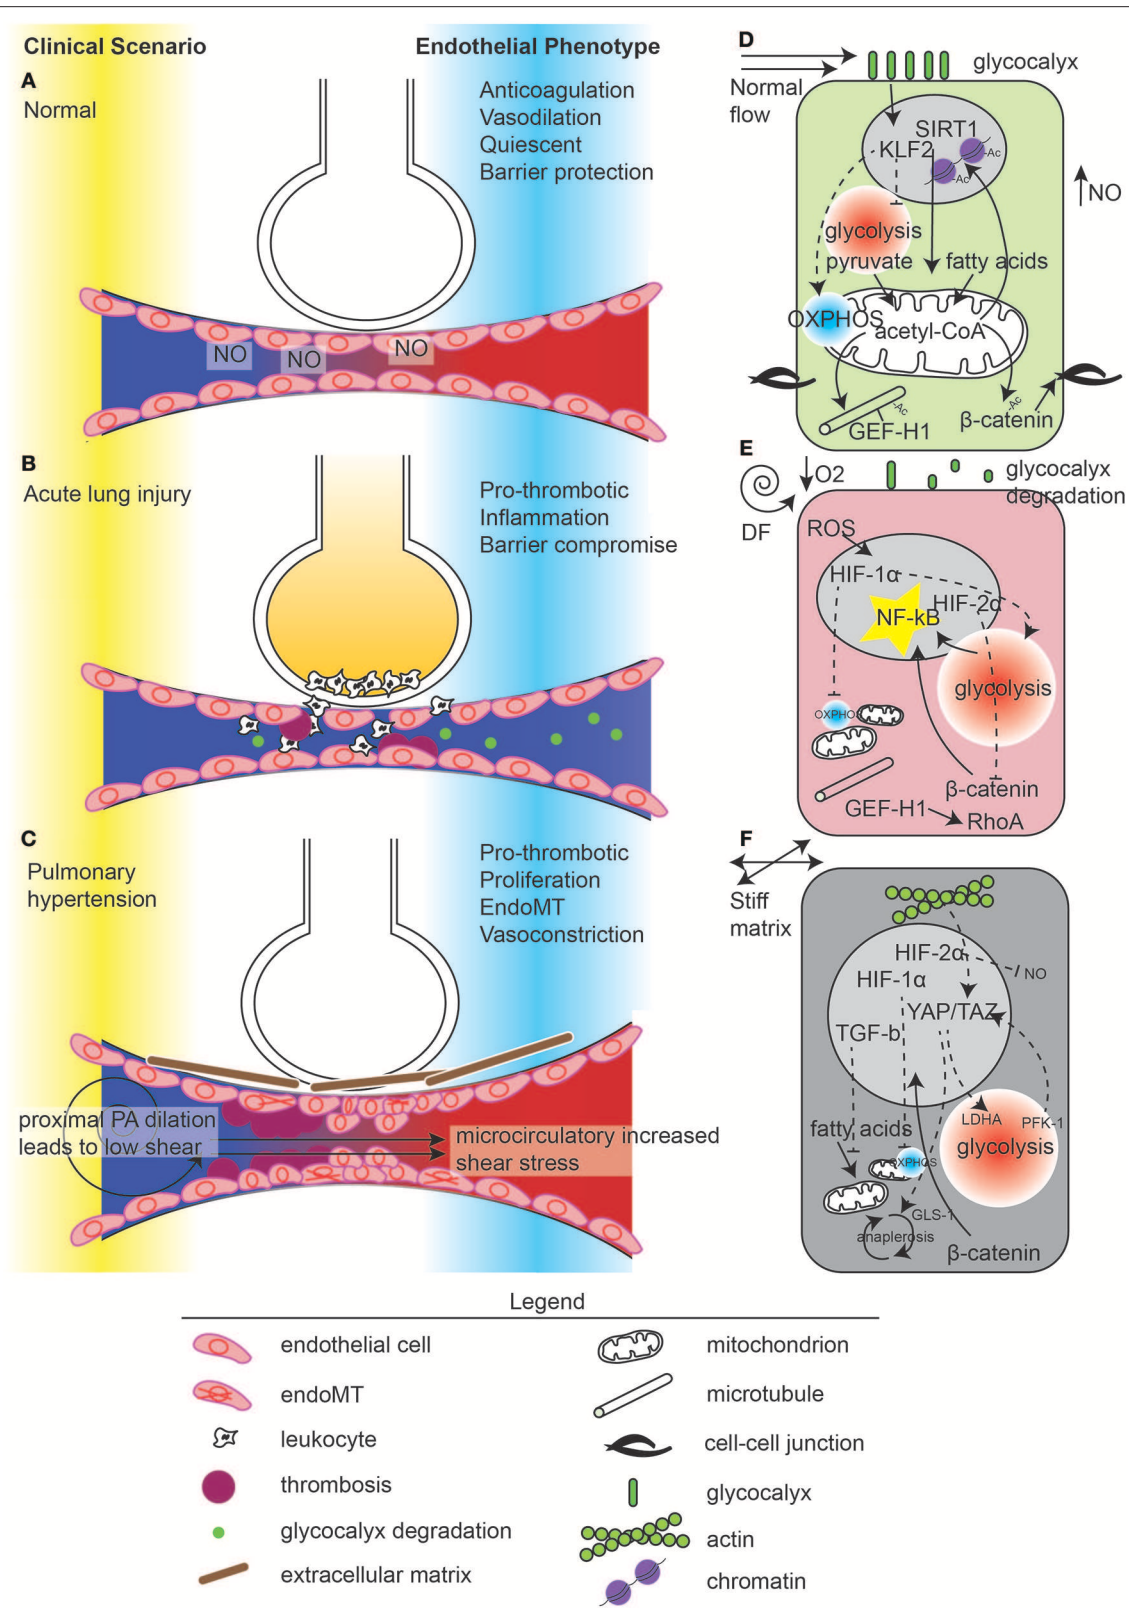 Clinical Scenario
Endothelial Phenotype
A
Normal
Anticoagulation
Vasodilation
Quiescent
Barrier protection
NO
NO
NO
B
Acute lung injury
Pro-thrombotic
Inflammation
Barrier compromise
C
Pulmonary
hypertension
Pro-thrombotic
Proliferation
EndoMT
Vasoconstriction
proximal PA dilation
leads to low shear
microcirculatory increased
shear stress
D
Normal
flow
glycocalyx
SIRT1
KLF2
-Ac
-Ac
NO
glycolysis
pyruvate
fatty acids
OXPHOS
acetyl-CoA
-Ac
GEF-H1
-Ac
β-catenin
E
O2
DF
glycocalyx
degradation
ROS
HIF-1α
HIF-2α
NF-kB
glycolysis
OXPHOS
β-catenin
GEF-H1
RhoA
F
Stiff
matrix
HIF-2α
NO
HIF-1α
YAP/TAZ
TGF-b
LDHA
PFK-1
fatty acids
glycolysis
OXPHOS
GLS-1
anaplerosis
β-catenin
Legend
endothelial cell
endoMT
leukocyte
thrombosis
glycocalyx degradation
extracellular matrix
mitochondrion
microtubule
cell-cell junction
glycocalyx
actin
chromatin